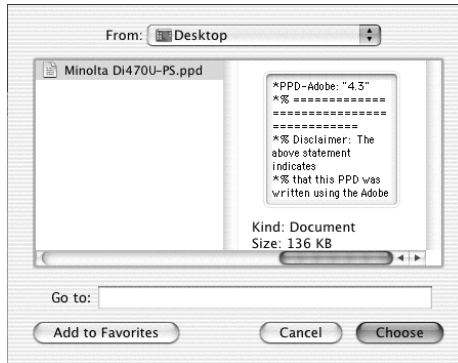 From: Desktop
Minolta Di470U-PS.ppd
*PPD-Adobe: "4.3"
*% =============
================
============
*% Disclaimer: The
above statement
indicates
*% that this PPD was
written using the Adobe
Kind: Document
Size: 136 KB
Go to:
Add to Favorites
Cancel
Choose